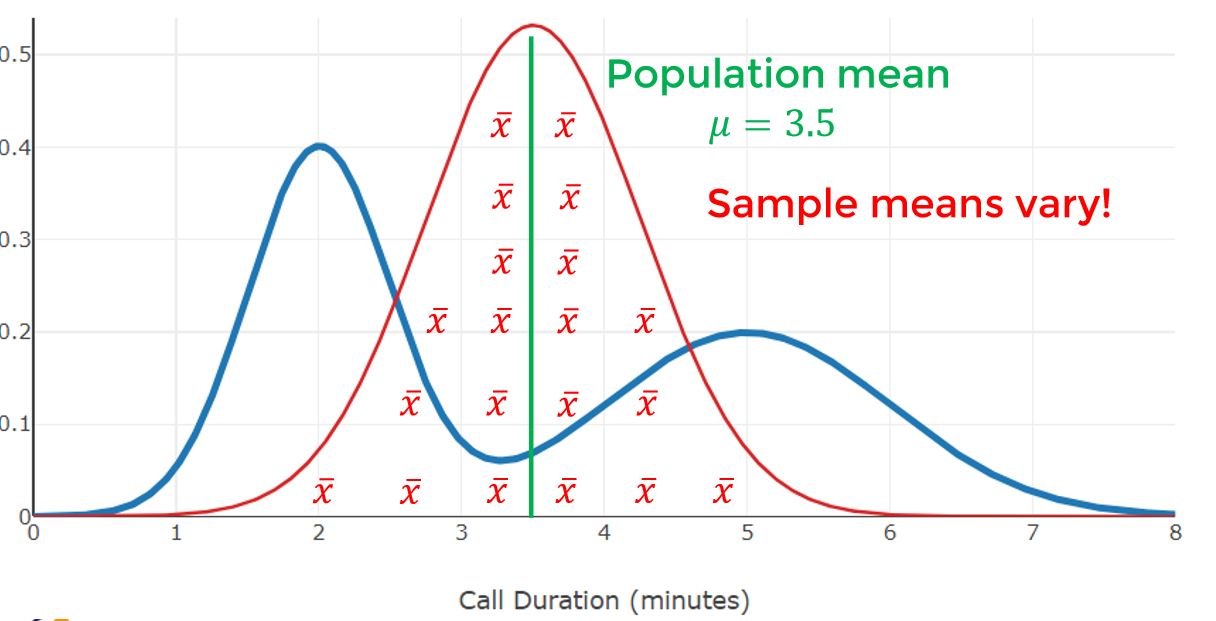 0.5
Population mean
μ = 3.5
x̄ x̄
0.4
x̄ x̄
Sample means vary!
0.3
x̄ x̄
x̄ x̄ x̄ x̄
0.2
x̄ x̄ x̄ x̄
0.1
x̄ x̄ x̄ x̄ x̄ x̄
0
0 1 2 3 4 5 6 7 8
Call Duration (minutes)